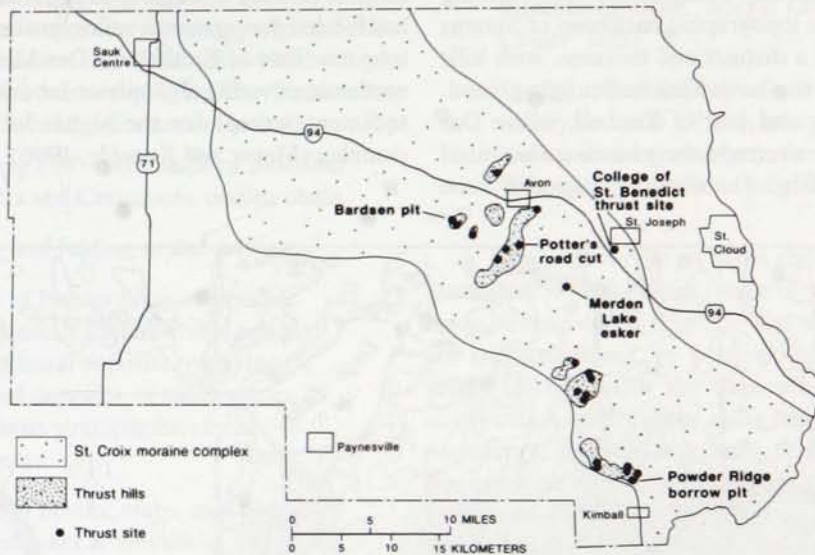 Sauk
Centre
94
71
College of
St. Benedict
thrust site
Avon
Bardsen pit
St. Joseph
St.
Cloud
Potter's
road cut
Merden
Lake
esker
94
St. Croix moraine complex
Paynesville
Thrust hills
Powder Ridge
borrow pit
Thrust site
Kimball
0 5 10 MILES
0 5 10 15 KILOMETERS